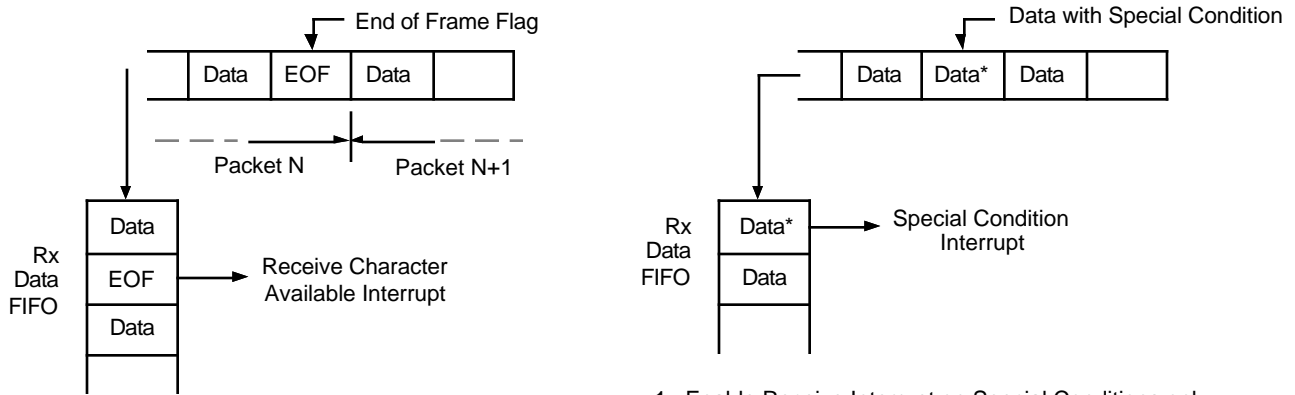 End of Frame Flag
Data EOF Data
Packet N Packet N+1
Data
Rx
Data
FIFO
EOF
Receive Character
Available Interrupt
Data
Data with Special Condition
Data Data* Data
Rx
Data
FIFO
Data*
Special Condition
Interrupt
Data